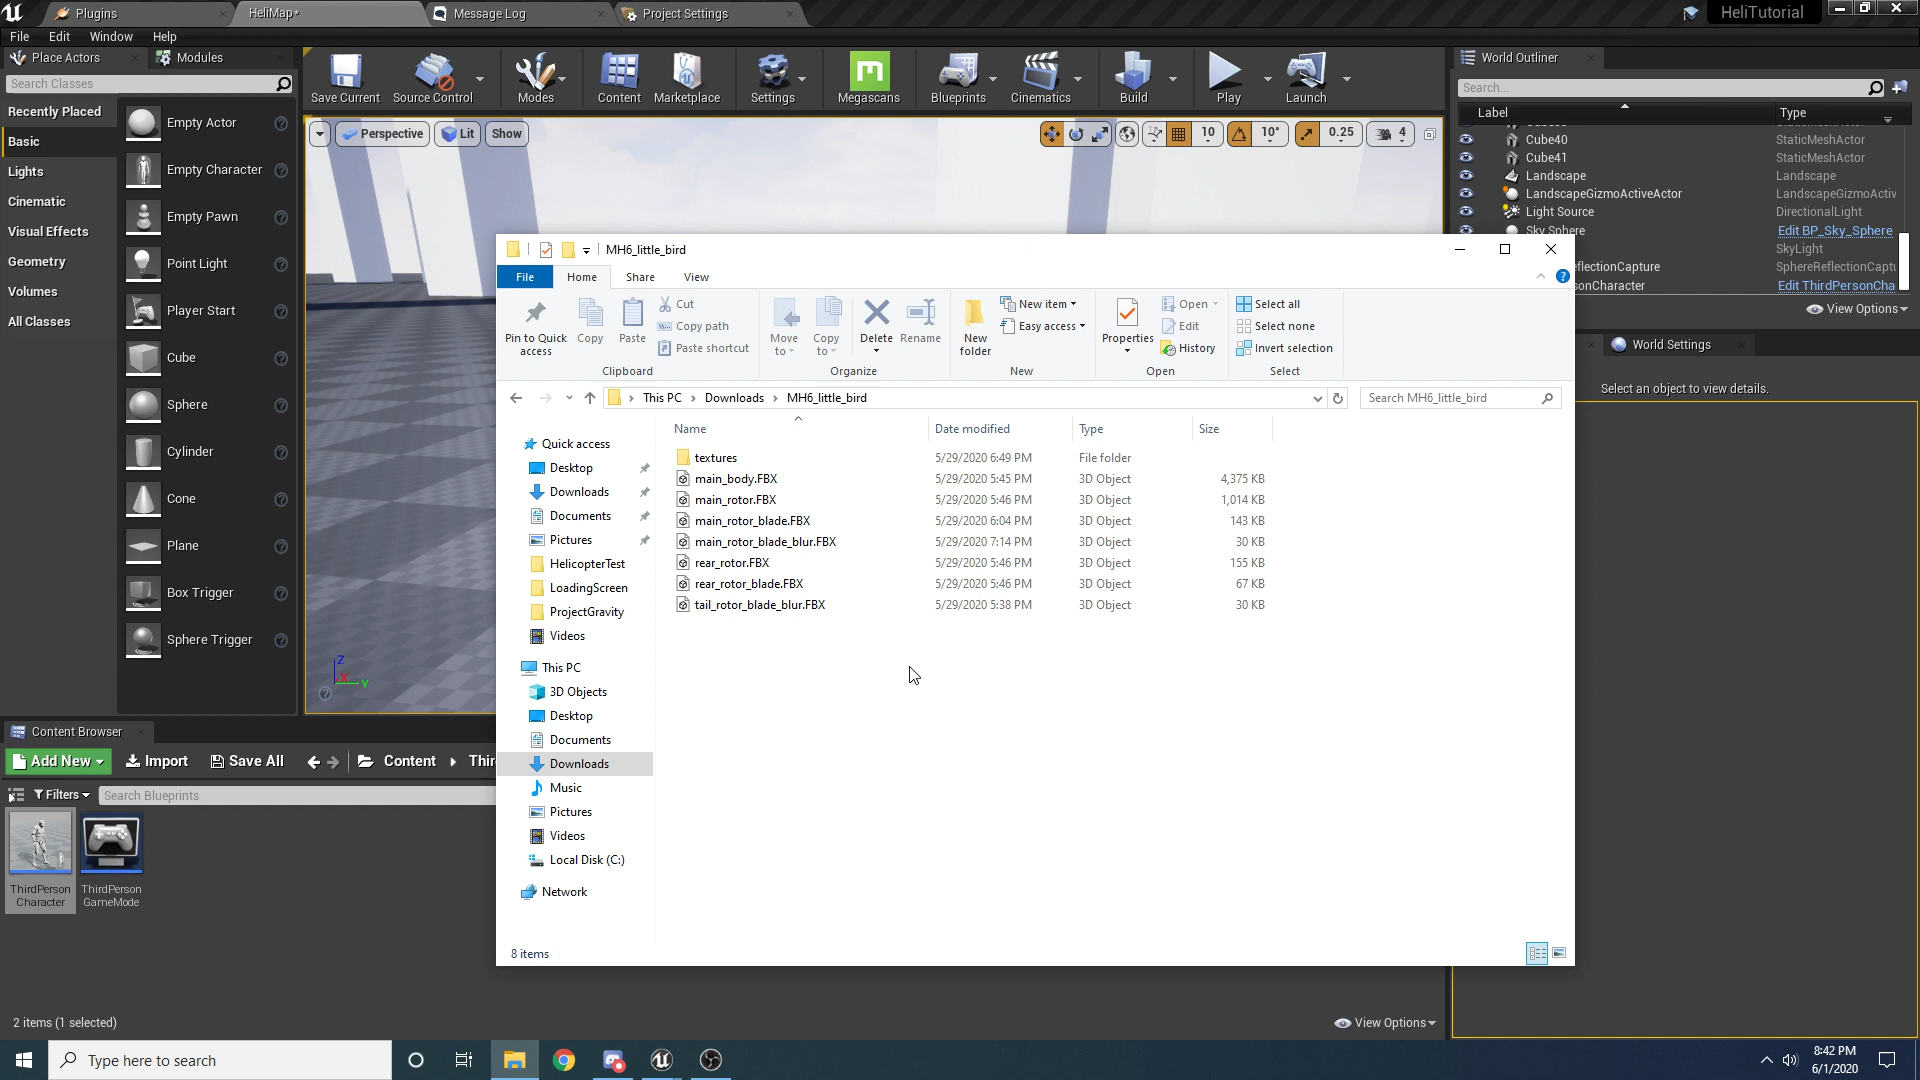 Plugins
HeliMap*
Message Log
Project Settings
HeliTutorial
File Edit Window Help
Place Actors
Modules
Search Classes
Recently Placed
Basic
Lights
Cinematic
Visual Effects
Geometry
Volumes
All Classes
Empty Actor
Empty Character
Empty Pawn
Point Light
Player Start
Cube
Sphere
Cylinder
Cone
Plane
Box Trigger
Sphere Trigger
Save Current
Source Control
Modes
Content
Marketplace
Settings
Megascans
Blueprints
Cinematics
Build
Play
Launch
Perspective
Lit
Show
10
10°
0.25
4
Z
X
Y
World Outliner
Search...
Label Type
Cube40 StaticMeshActor
Cube41 StaticMeshActor
Landscape Landscape
LandscapeGizmoActiveActor LandscapeGizmoActiv
Light Source DirectionalLight
Sky Sphere Edit BP_Sky_Sphere
SkyLight
flectionCapture SphereReflectionCaptu
sonCharacter Edit ThirdPersonCha
View Options
World Settings
Select an object to view details.
MH6_little_bird
File Home Share View
Pin to Quick access
Copy
Paste
Cut
Copy path
Paste shortcut
Clipboard
Move to
Copy to
Delete
Rename
Organize
New folder
New item
Easy access
New
Properties
Open
Edit
History
Open
Select all
Select none
Invert selection
Select
This PC > Downloads > MH6_little_bird
Search MH6_little_bird
Name Date modified Type Size
textures 5/29/2020 6:49 PM File folder
main_body.FBX 5/29/2020 5:45 PM 3D Object 4,375 KB
main_rotor.FBX 5/29/2020 5:46 PM 3D Object 1,014 KB
main_rotor_blade.FBX 5/29/2020 6:04 PM 3D Object 143 KB
main_rotor_blade_blur.FBX 5/29/2020 7:14 PM 3D Object 30 KB
rear_rotor.FBX 5/29/2020 5:46 PM 3D Object 155 KB
rear_rotor_blade.FBX 5/29/2020 5:46 PM 3D Object 67 KB
tail_rotor_blade_blur.FBX 5/29/2020 5:38 PM 3D Object 30 KB
Quick access
Desktop
Downloads
Documents
Pictures
HelicopterTest
LoadingScreen
ProjectGravity
Videos
This PC
3D Objects
Desktop
Documents
Downloads
Music
Pictures
Videos
Local Disk (C:)
Network
8 items
Content Browser
Add New
Import
Save All
Content
Thir
Filters
Search Blueprints
ThirdPerson
Character
ThirdPerson
GameMode
2 items (1 selected)
View Options
Type here to search
8:42 PM
6/1/2020